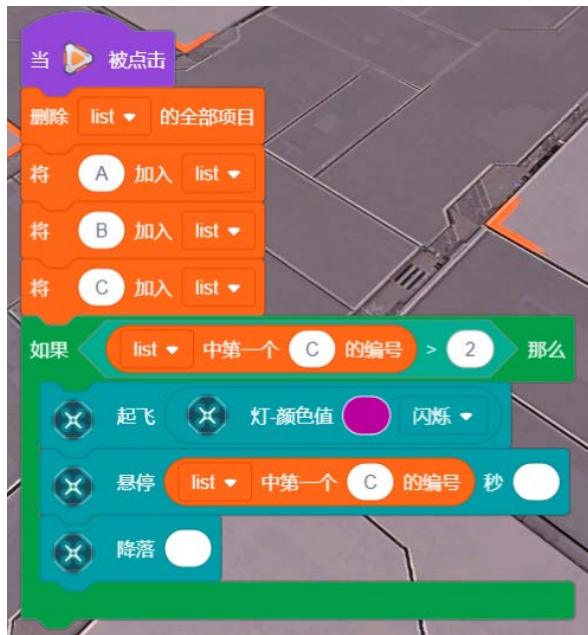 当 被点击
删除 list 的全部项目
将 A 加入 list
将 B 加入 list
将 C 加入 list
如果 list 中第一个 C 的编号 > 2 那么
起飞 灯-颜色值 闪烁
悬停 list 中第一个 C 的编号 秒
降落